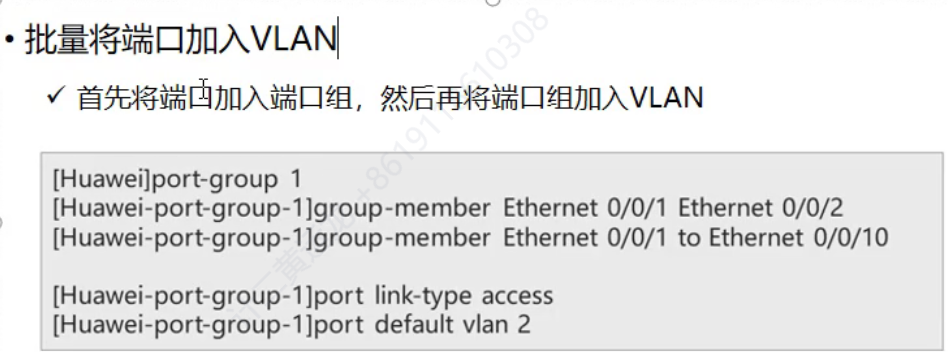 • 批量将端口加入VLAN
✓ 首先将端口加入端口组，然后再将端口组加入VLAN
[Huawei]port-group 1
[Huawei-port-group-1]group-member Ethernet 0/0/1 Ethernet 0/0/2
[Huawei-port-group-1]group-member Ethernet 0/0/1 to Ethernet 0/0/10
[Huawei-port-group-1]port link-type access
[Huawei-port-group-1]port default vlan 2